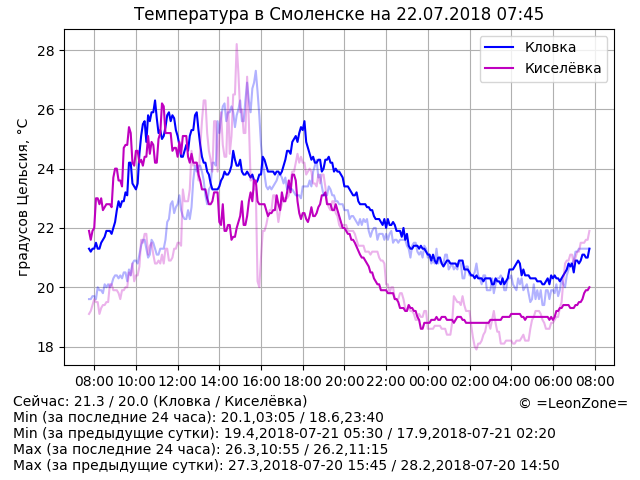 Температура в Смоленске на 22.07.2018 07:45
Кловка
Киселёвка
градусов Цельсия, °C
28
26
24
22
20
18
08:00 10:00 12:00 14:00 16:00 18:00 20:00 22:00 00:00 02:00 04:00 06:00 08:00
Сейчас: 21.3 / 20.0 (Кловка / Киселёвка)
© =LeonZone=
Min (за последние 24 часа): 20.1,03:05 / 18.6,23:40
Min (за предыдущие сутки): 19.4,2018-07-21 05:30 / 17.9,2018-07-21 02:20
Max (за последние 24 часа): 26.3,10:55 / 26.2,11:15
Max (за предыдущие сутки): 27.3,2018-07-20 15:45 / 28.2,2018-07-20 14:50